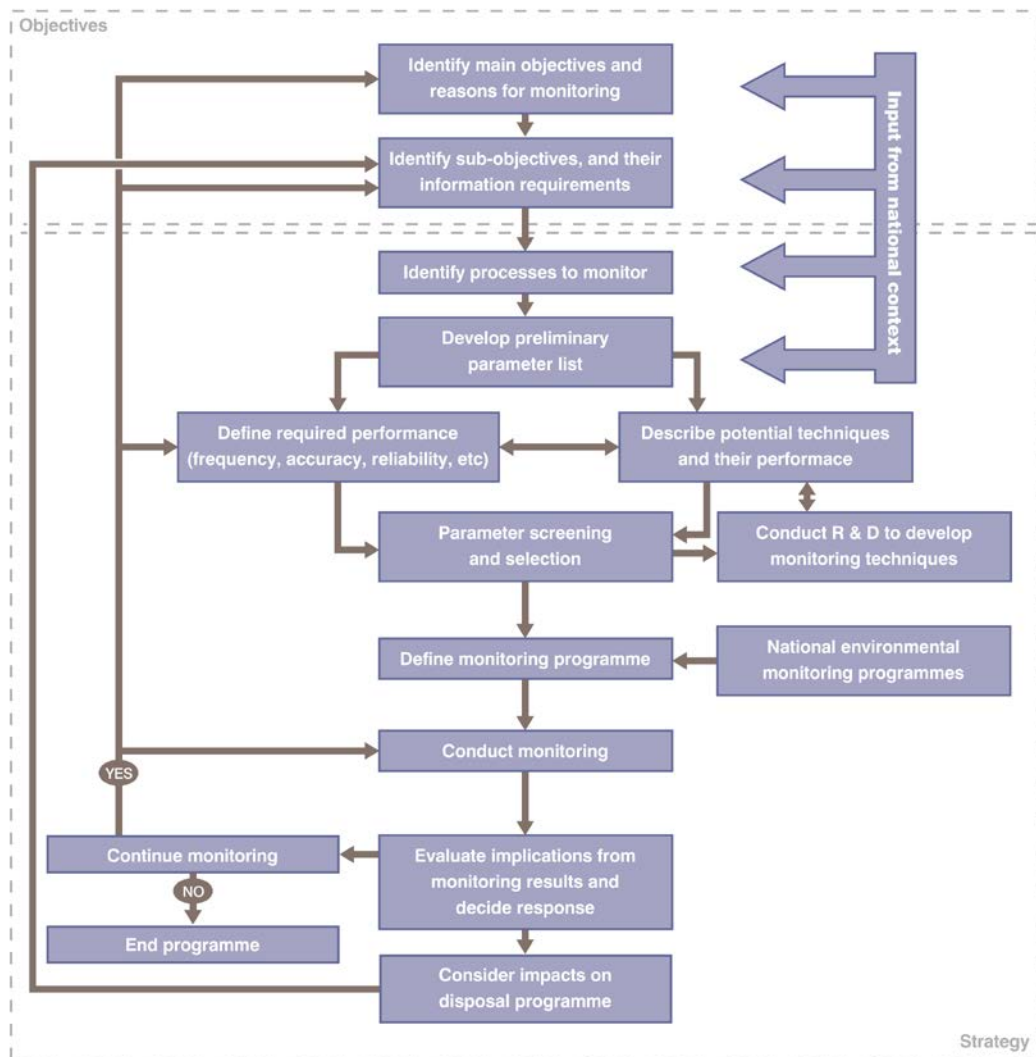 Objectives
Identify main objectives and
reasons for monitoring
Input from national context
Identify sub-objectives, and their
information requirements
Identify processes to monitor
Develop preliminary
parameter list
Define required performance
(frequency, accuracy, reliability, etc)
Describe potential techniques
and their performace
Parameter screening
and selection
Conduct R & D to develop
monitoring techniques
Define monitoring programme
National environmental
monitoring programmes
Conduct monitoring
YES
Continue monitoring
Evaluate implications from
monitoring results and
decide response
NO
End programme
Consider impacts on
disposal programme
Strategy